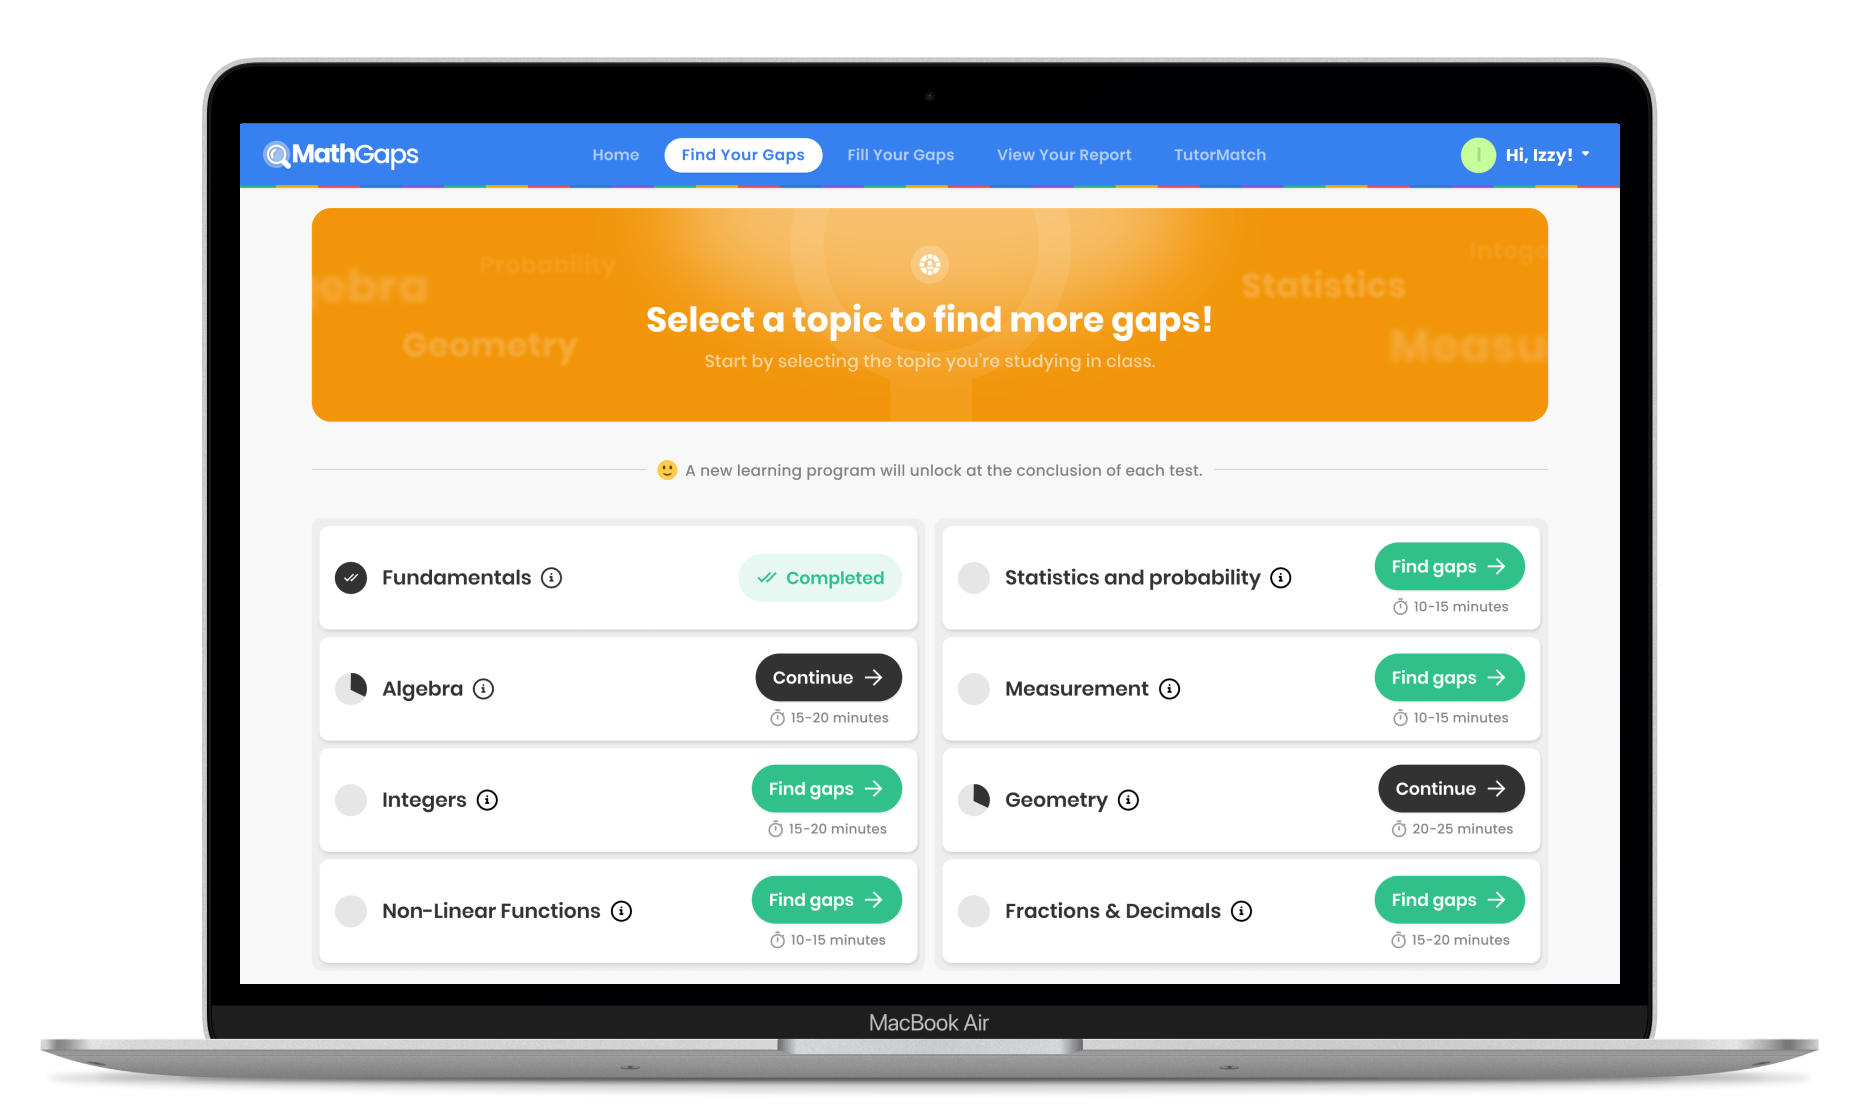 MathGaps
Home
Find Your Gaps
Fill Your Gaps
View Your Report
TutorMatch
I
Hi, Izzy!
Probability
ebra
Geometry
Statistics
Measu
Select a topic to find more gaps!
Start by selecting the topic you're studying in class.
A new learning program will unlock at the conclusion of each test.
Fundamentals
Completed
Algebra
Continue
15-20 minutes
Integers
Find gaps
15-20 minutes
Non-Linear Functions
Find gaps
10-15 minutes
Statistics and probability
Find gaps
10-15 minutes
Measurement
Find gaps
10-15 minutes
Geometry
Continue
20-25 minutes
Fractions & Decimals
Find gaps
15-20 minutes
MacBook Air